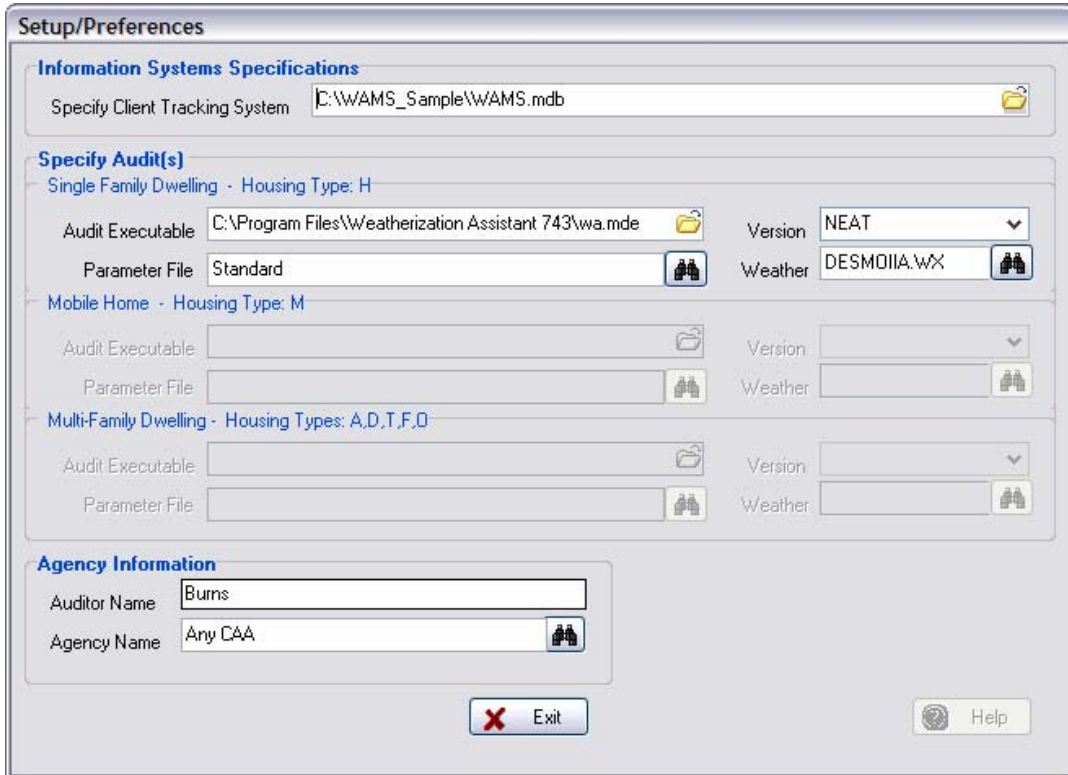 Setup/Preferences
Information Systems Specifications
Specify Client Tracking System C:\WAMS_Sample\WAMS.mdb
Specify Audit(s)
Single Family Dwelling - Housing Type: H
Audit Executable C:\Program Files\Weatherization Assistant 743\wa.mde Version NEAT
Parameter File Standard Weather DESMOIIA.WX
Mobile Home - Housing Type: M
Audit Executable Version
Parameter File Weather
Multi-Family Dwelling - Housing Types: A,D,T,F,O
Audit Executable Version
Parameter File Weather
Agency Information
Auditor Name Burns
Agency Name Any CAA
Exit Help